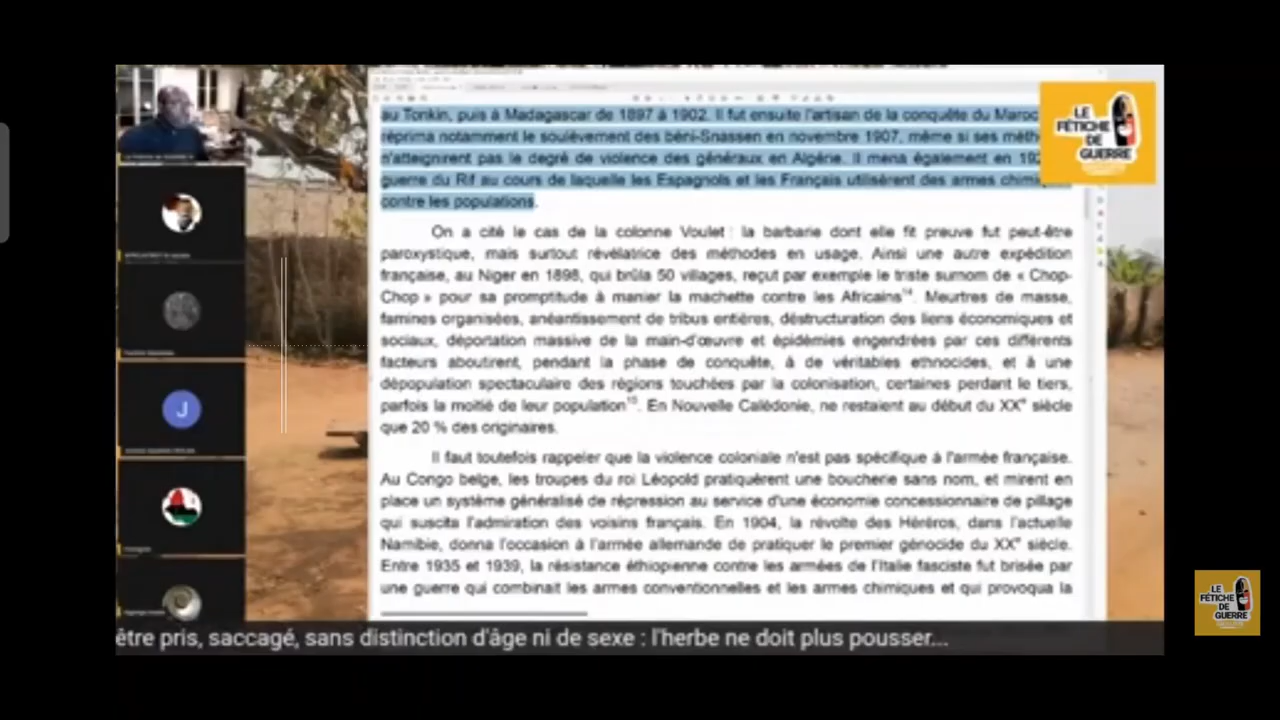 au Tonkin, puis à Madagascar de 1897 à 1902. Il fut ensuite l'artisan de la conquête du Maroc
réprima notamment le soulèvement des béni-Snassen en novembre 1907, même si ses méth
n'atteignirent pas le degré de violence des généraux en Algérie. Il mena également en 192
guerre du Rif au cours de laquelle les Espagnols et les Français utilisèrent des armes chimiq
contre les populations.
On a cité le cas de la colonne Voulet : la barbarie dont elle fit preuve fut peut-être
paroxystique, mais surtout révélatrice des méthodes en usage. Ainsi une autre expédition
française, au Niger en 1898, qui brûla 50 villages, reçut par exemple le triste surnom de « Chop-
Chop » pour sa promptitude à manier la machette contre les Africains¹⁴. Meurtres de masse,
famines organisées, anéantissement de tribus entières, déstructuration des liens économiques et
sociaux, déportation massive de la main-d'œuvre et épidémies engendrées par ces différents
facteurs aboutirent, pendant la phase de conquête, à de véritables ethnocides, et à une
dépopulation spectaculaire des régions touchées par la colonisation, certaines perdant le tiers,
parfois la moitié de leur population¹⁵. En Nouvelle Calédonie, ne restaient au début du XXᵉ siècle
que 20 % des originaires.
Il faut toutefois rappeler que la violence coloniale n'est pas spécifique à l'armée française.
Au Congo belge, les troupes du roi Léopold pratiquèrent une boucherie sans nom, et mirent en
place un système généralisé de répression au service d'une économie concessionnaire de pillage
qui suscita l'admiration des voisins français. En 1904, la révolte des Héréros, dans l'actuelle
Namibie, donna l'occasion à l'armée allemande de pratiquer le premier génocide du XXᵉ siècle.
Entre 1935 et 1939, la résistance éthiopienne contre les armées de l'Italie fasciste fut brisée par
une guerre qui combinait les armes conventionnelles et les armes chimiques et qui provoqua la
être pris, saccagé, sans distinction d'âge ni de sexe : l'herbe ne doit plus pousser...
LE
FÉTICHE
DE
GUERRE
J
LE
FÉTICHE
DE
GUERRE